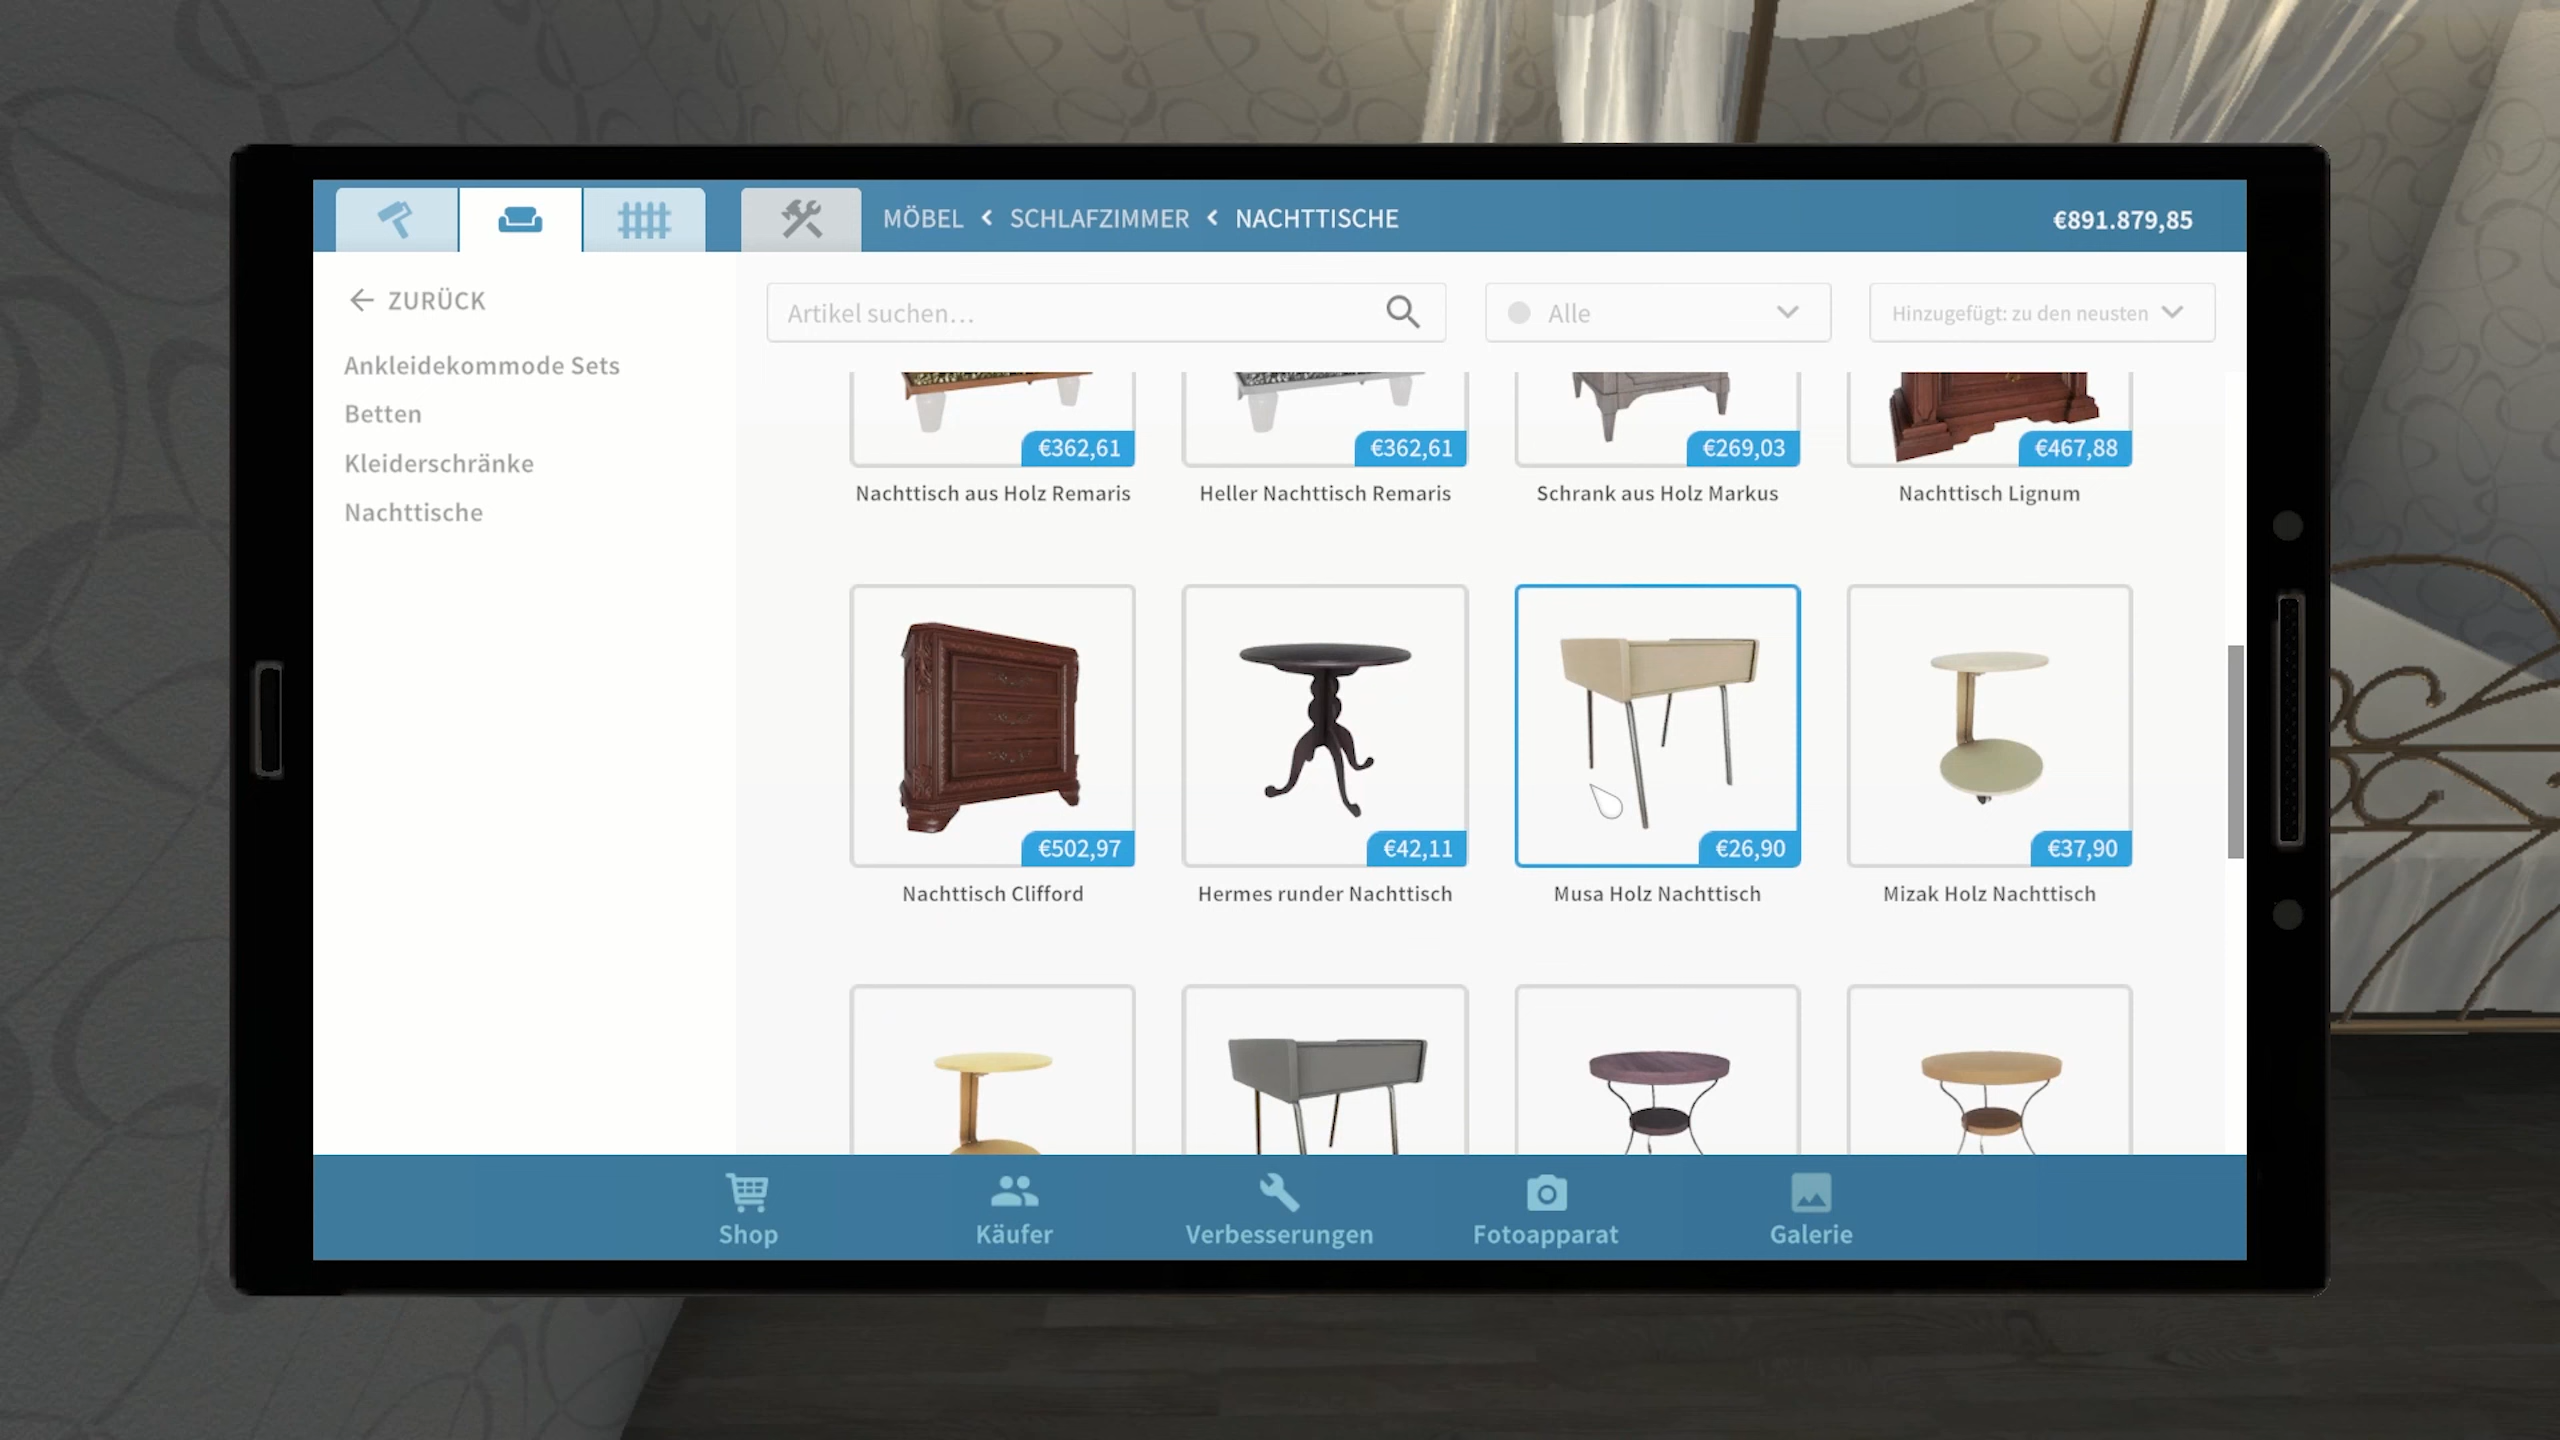 MÖBEL < SCHLAFZIMMER < NACHTTISCHE
€891.879,85
ZURÜCK
Artikel suchen...
Alle
Hinzugefügt: zu den neusten
Ankleidekommode Sets
Betten
Kleiderschränke
Nachttische
€362,61
€362,61
€269,03
€467,88
Nachttisch aus Holz Remaris
Heller Nachttisch Remaris
Schrank aus Holz Markus
Nachttisch Lignum
€502,97
€42,11
€26,90
€37,90
Nachttisch Clifford
Hermes runder Nachttisch
Musa Holz Nachttisch
Mizak Holz Nachttisch
Shop
Käufer
Verbesserungen
Fotoapparat
Galerie